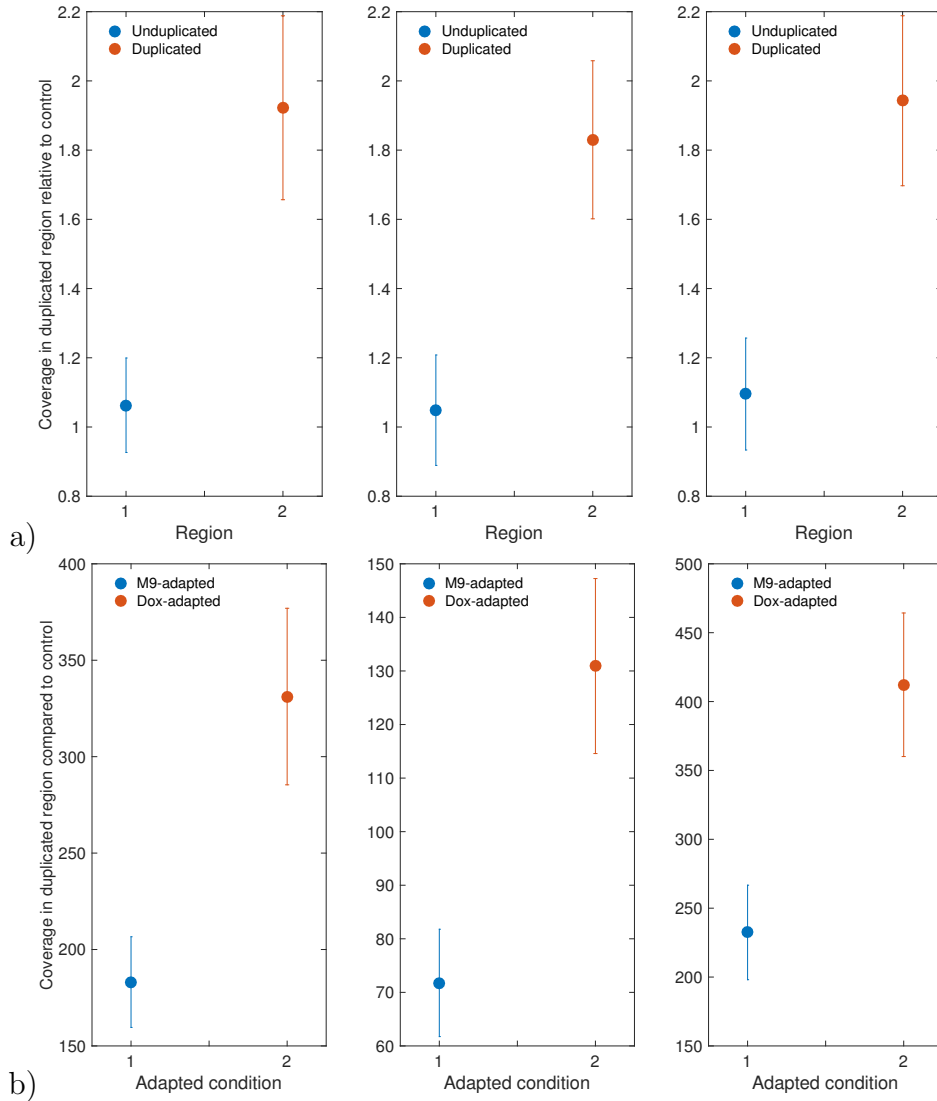 Coverage in duplicated region relative to control
2.2
2
1.8
1.6
1.4
1.2
1
0.8
Unduplicated
Duplicated
1 2
Region
2.2
2
1.8
1.6
1.4
1.2
1
0.8
Unduplicated
Duplicated
1 2
Region
2.2
2
1.8
1.6
1.4
1.2
1
0.8
Unduplicated
Duplicated
1 2
Region
a)
Coverage in duplicated region compared to control
400
350
300
250
200
150
M9-adapted
Dox-adapted
1 2
Adapted condition
150
140
130
120
110
100
90
80
70
60
M9-adapted
Dox-adapted
1 2
Adapted condition
500
450
400
350
300
250
200
150
M9-adapted
Dox-adapted
1 2
Adapted condition
b)